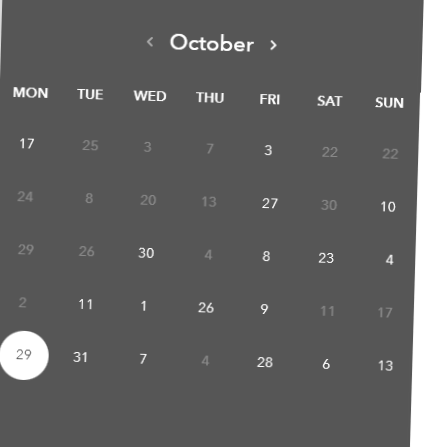 ‹ October ›
MON TUE WED THU FRI SAT SUN
17 25 3 7 3 22 22
24 8 20 13 27 30 10
29 26 30 4 8 23 4
2 11 1 26 9 11 17
29 31 7 4 28 6 13